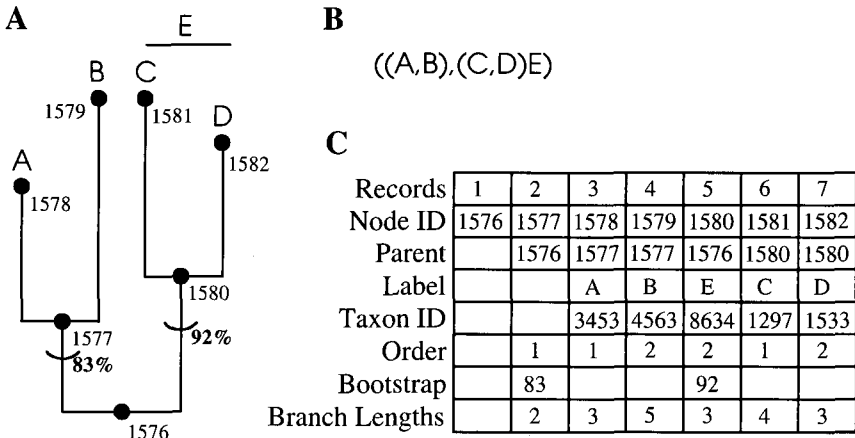 A
E
B
C
1579
1581
D
A
1582
1578
1580
1577
92%
83%
1576
B
((A,B),(C,D)E)
C
Records 1 2 3 4 5 6 7
Node ID 1576 1577 1578 1579 1580 1581 1582
Parent 1576 1577 1577 1576 1580 1580
Label A B E C D
Taxon ID 3453 4563 8634 1297 1533
Order 1 1 2 2 1 2
Bootstrap 83 92
Branch Lengths 2 3 5 3 4 3